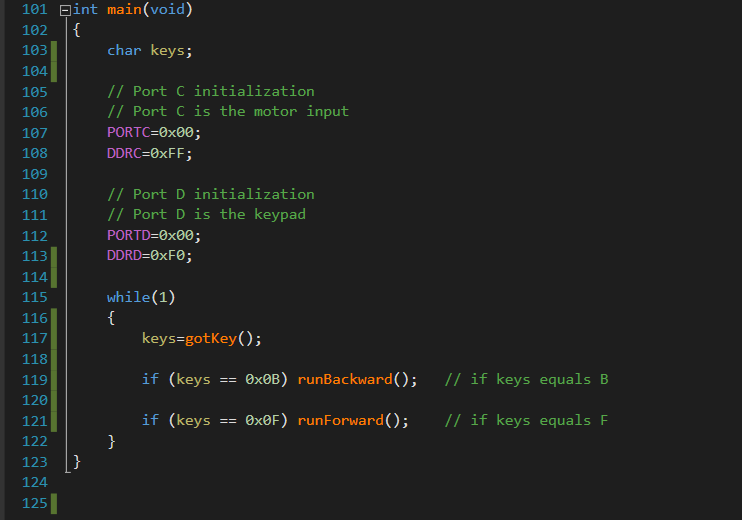 101 int main(void)
102 {
103     char keys;
104
105     // Port C initialization
106     // Port C is the motor input
107     PORTC=0x00;
108     DDRC=0xFF;
109
110     // Port D initialization
111     // Port D is the keypad
112     PORTD=0x00;
113     DDRD=0xF0;
114
115     while(1)
116     {
117         keys=gotKey();
118
119         if (keys == 0x0B) runBackward();   // if keys equals B
120
121         if (keys == 0x0F) runForward();    // if keys equals F
122     }
123 }
124
125